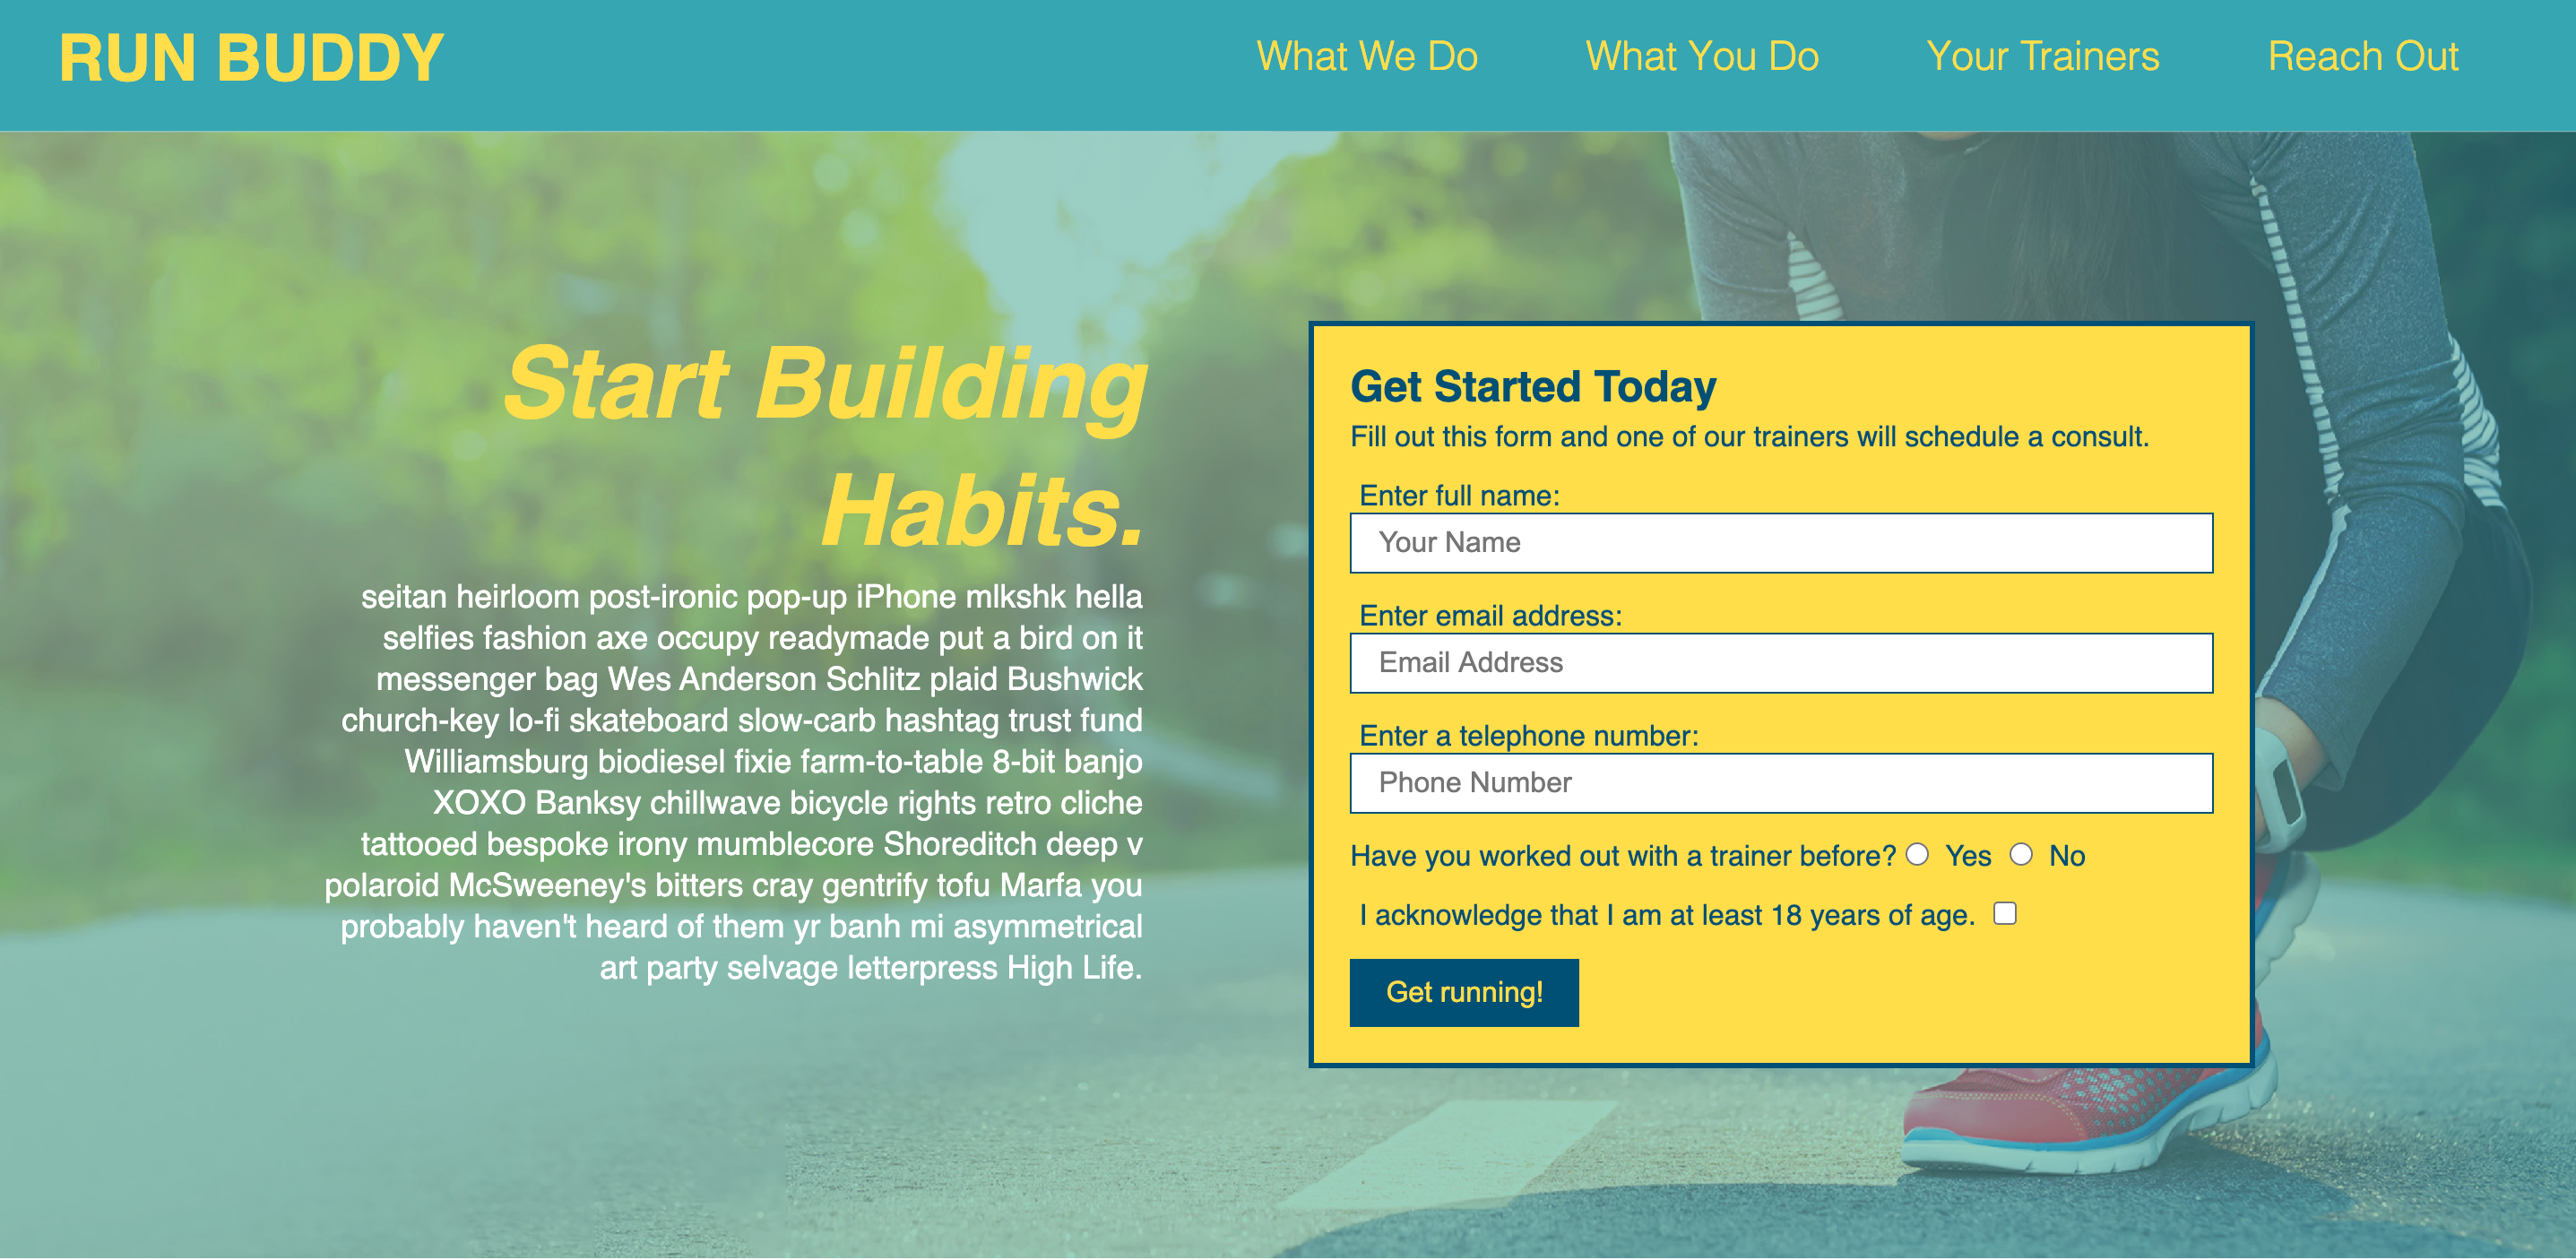 RUN BUDDY
What We Do
What You Do
Your Trainers
Reach Out
Start Building
Habits.
seitan heirloom post-ironic pop-up iPhone mlkshk hella
selfies fashion axe occupy readymade put a bird on it
messenger bag Wes Anderson Schlitz plaid Bushwick
church-key lo-fi skateboard slow-carb hashtag trust fund
Williamsburg biodiesel fixie farm-to-table 8-bit banjo
XOXO Banksy chillwave bicycle rights retro cliche
tattooed bespoke irony mumblecore Shoreditch deep v
polaroid McSweeney's bitters cray gentrify tofu Marfa you
probably haven't heard of them yr banh mi asymmetrical
art party selvage letterpress High Life.
Get Started Today
Fill out this form and one of our trainers will schedule a consult.
Enter full name:
Your Name
Enter email address:
Email Address
Enter a telephone number:
Phone Number
Have you worked out with a trainer before? Yes No
I acknowledge that I am at least 18 years of age.
Get running!